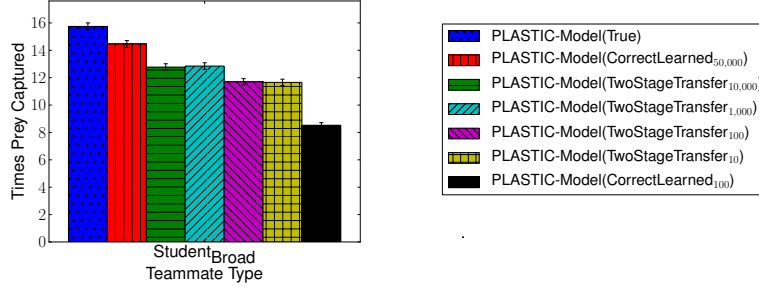 16
14
12
10
8
6
4
2
0
Times Prey Captured
Student Broad
Teammate Type
PLASTIC-Model(True)
PLASTIC-Model(CorrectLearned50,000)
PLASTIC-Model(TwoStageTransfer10,000)
PLASTIC-Model(TwoStageTransfer1,000)
PLASTIC-Model(TwoStageTransfer100)
PLASTIC-Model(TwoStageTransfer10)
PLASTIC-Model(CorrectLearned100)